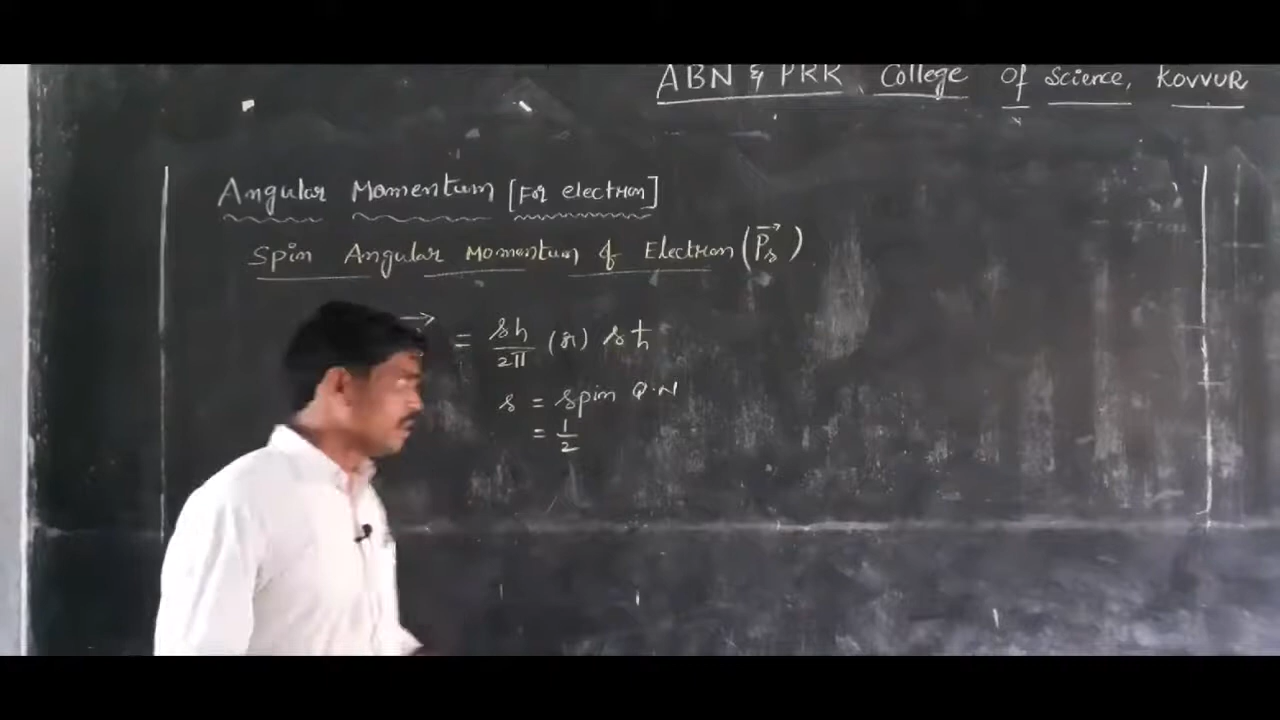 ABN & PRR College Of Science, KOVVUR
Angular Momentum [For electron]
Spin Angular Momentum of Electron (P⃗s)
= sh/2π (or) sħ
s = spin Q.N
= 1/2